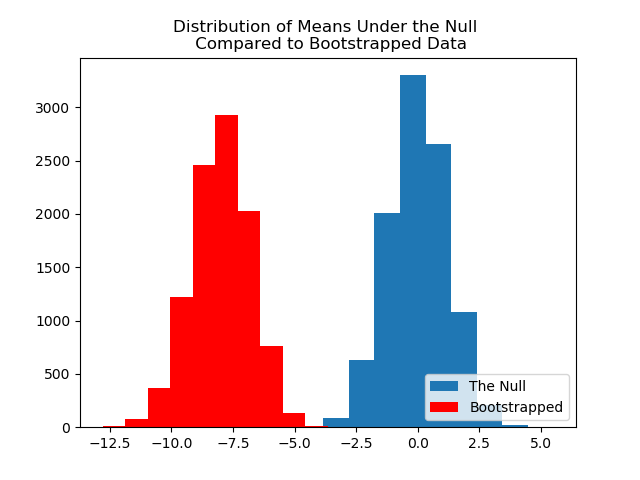 Distribution of Means Under the Null
Compared to Bootstrapped Data
3000
2500
2000
1500
1000
500
0
−12.5 −10.0 −7.5 −5.0 −2.5 0.0 2.5 5.0
The Null
Bootstrapped